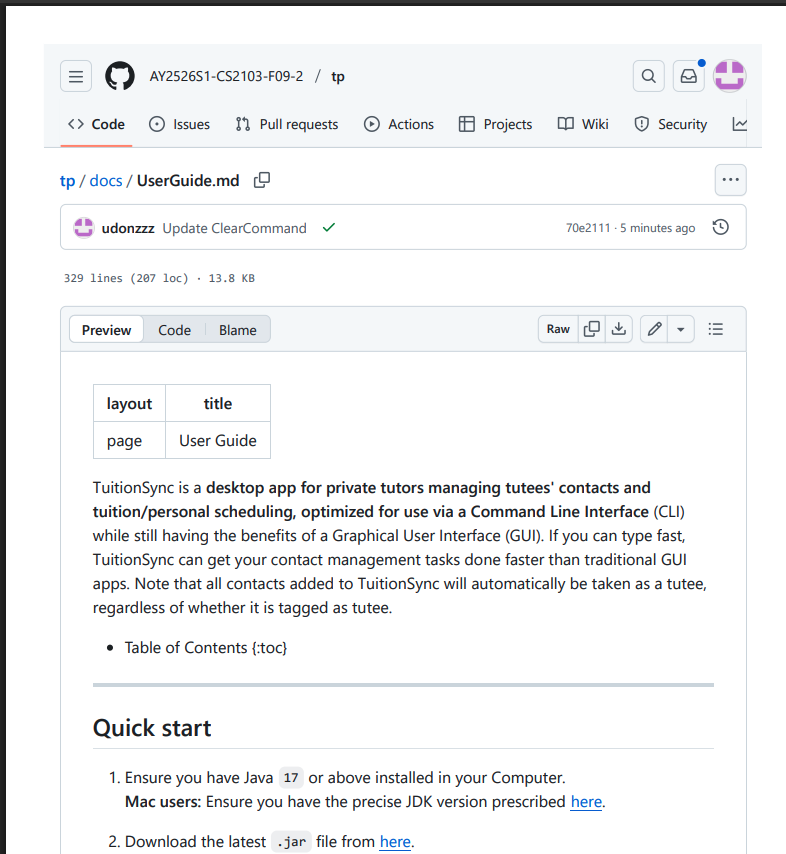 AY2526S1-CS2103-F09-2 / tp
Code Issues Pull requests Actions Projects Wiki Security
tp / docs / UserGuide.md
udonzzz Update ClearCommand 70e2111 · 5 minutes ago
329 lines (207 loc) · 13.8 KB
Preview Code Blame Raw
layout title
page User Guide
TuitionSync is a desktop app for private tutors managing tutees' contacts and
tuition/personal scheduling, optimized for use via a Command Line Interface (CLI)
while still having the benefits of a Graphical User Interface (GUI). If you can type fast,
TuitionSync can get your contact management tasks done faster than traditional GUI
apps. Note that all contacts added to TuitionSync will automatically be taken as a tutee,
regardless of whether it is tagged as tutee.
• Table of Contents {:toc}
Quick start
1. Ensure you have Java 17 or above installed in your Computer.
Mac users: Ensure you have the precise JDK version prescribed here.
2. Download the latest .jar file from here.